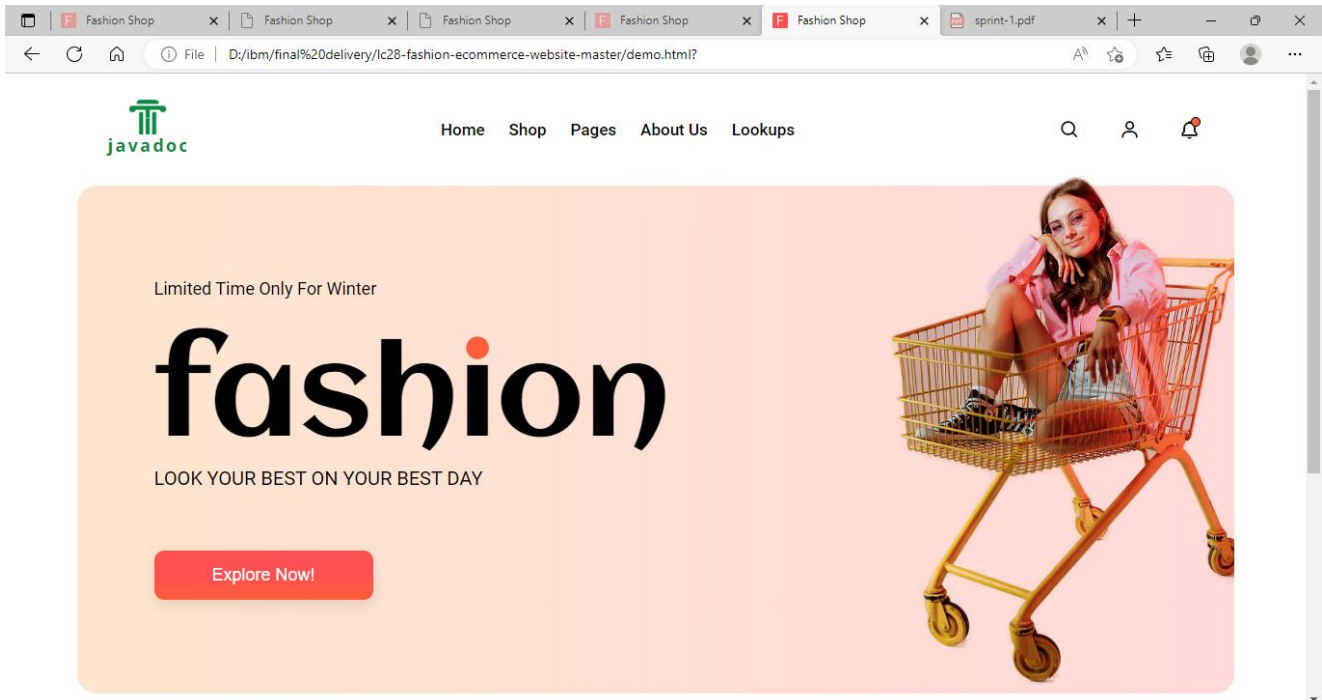 Fashion Shop Fashion Shop Fashion Shop Fashion Shop Fashion Shop sprint-1.pdf
File D:/ibm/final%20delivery/lc28-fashion-ecommerce-website-master/demo.html?
javadoc
Home Shop Pages About Us Lookups
Limited Time Only For Winter
fashion
LOOK YOUR BEST ON YOUR BEST DAY
Explore Now!